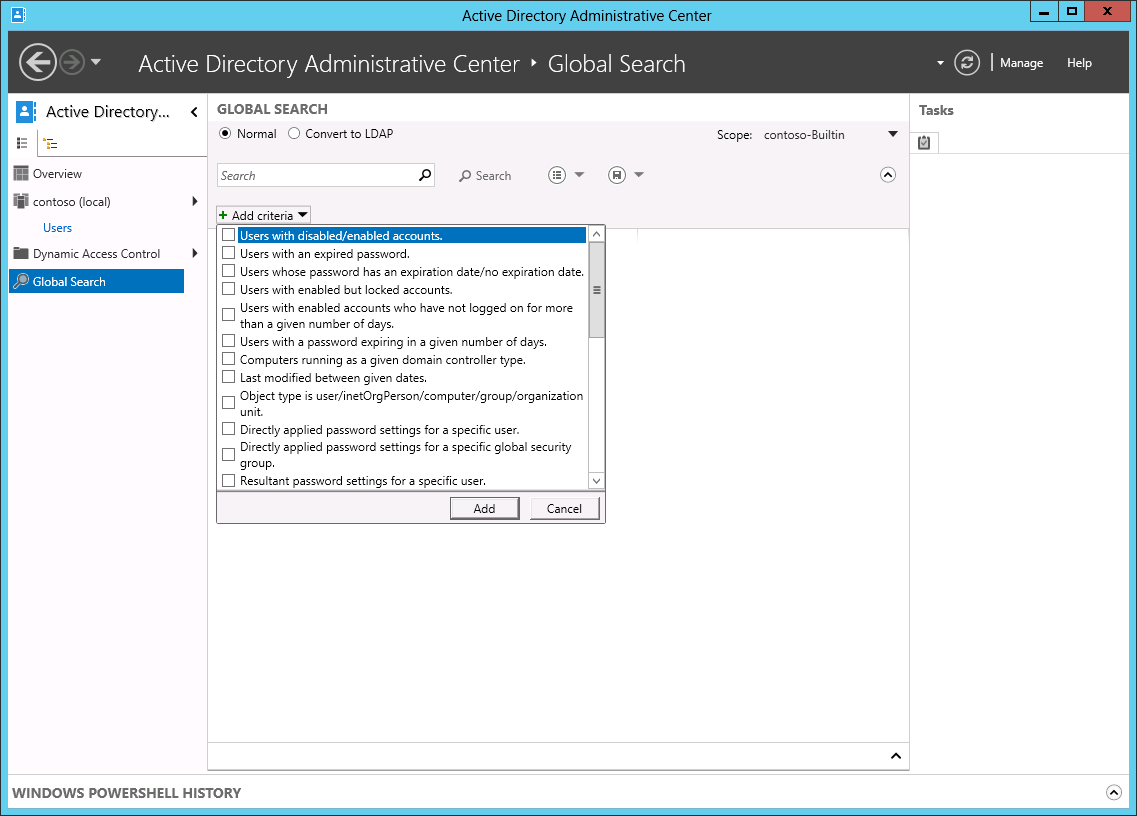 Active Directory Administrative Center
Active Directory Administrative Center Global Search
Manage Help
Active Directory...
Overview
contoso (local)
Users
Dynamic Access Control
Global Search
GLOBAL SEARCH
Normal Convert to LDAP
Scope: contoso-Builtin
Search Search
+ Add criteria
Users with disabled/enabled accounts.
Users with an expired password.
Users whose password has an expiration date/no expiration date.
Users with enabled but locked accounts.
Users with enabled accounts who have not logged on for more
than a given number of days.
Users with a password expiring in a given number of days.
Computers running as a given domain controller type.
Last modified between given dates.
Object type is user/inetOrgPerson/computer/group/organization
unit.
Directly applied password settings for a specific user.
Directly applied password settings for a specific global security
group.
Resultant password settings for a specific user.
Add Cancel
Tasks
WINDOWS POWERSHELL HISTORY